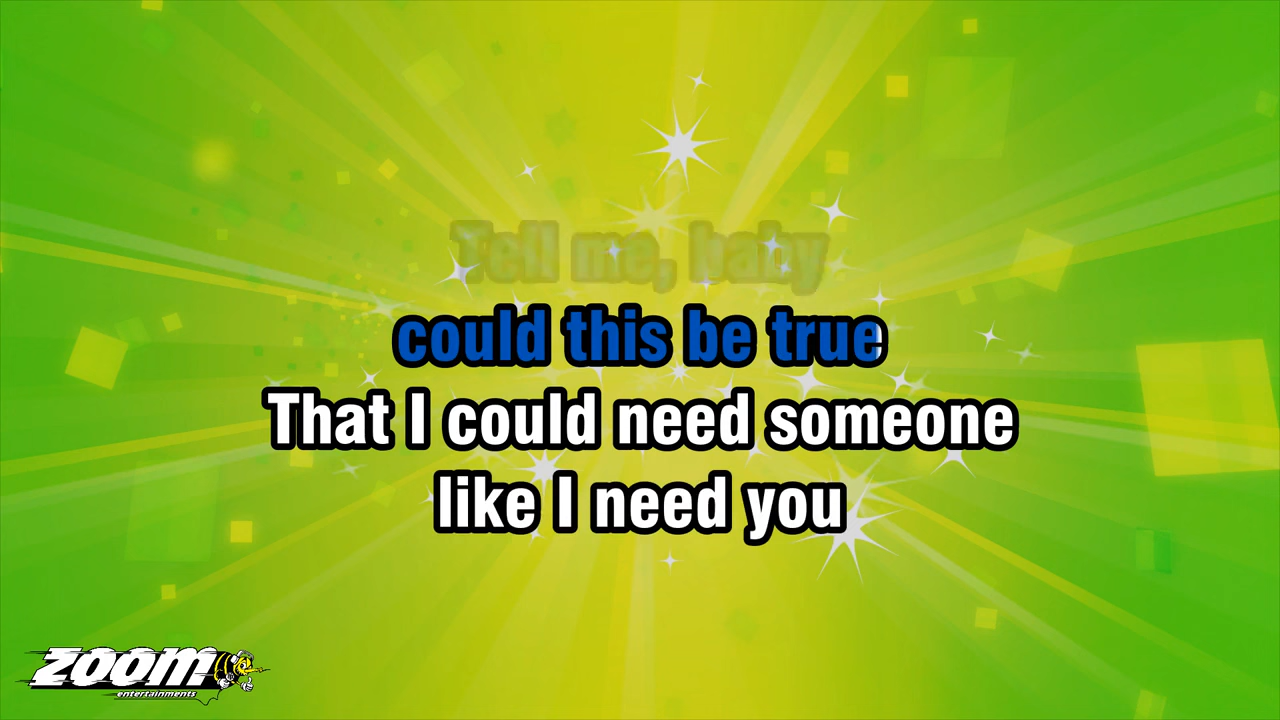 Tell me, baby
could this be true
That I could need someone
like I need you
ZOOM
entertainments